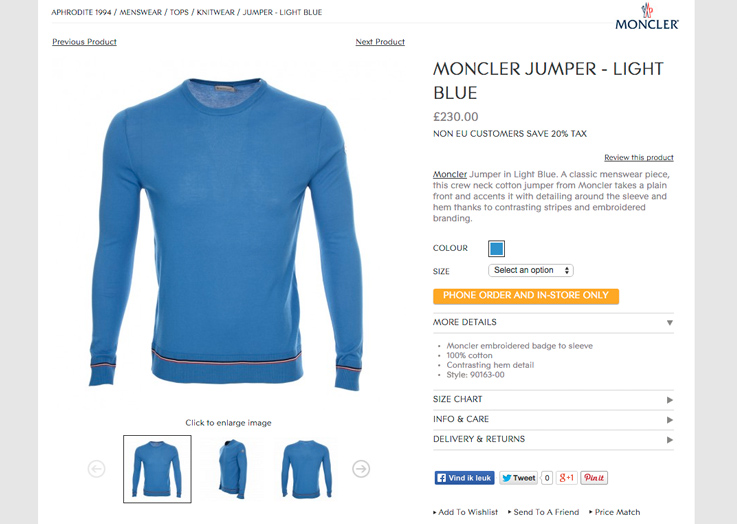 APHRODITE 1994 / MENSWEAR / TOPS / KNITWEAR / JUMPER - LIGHT BLUE
MONCLER
Previous Product
Next Product
MONCLER JUMPER - LIGHT
BLUE
£230.00
NON EU CUSTOMERS SAVE 20% TAX
Review this product
Moncler Jumper in Light Blue. A classic menswear piece,
this crew neck cotton jumper from Moncler takes a plain
front and accents it with detailing around the sleeve and
hem thanks to contrasting stripes and embroidered
branding.
COLOUR
SIZE Select an option
PHONE ORDER AND IN-STORE ONLY
MORE DETAILS
• Moncler embroidered badge to sleeve
• 100% cotton
• Contrasting hem detail
• Style: 90163-00
SIZE CHART
INFO & CARE
DELIVERY & RETURNS
Click to enlarge image
Vind ik leuk Tweet 0 g+1 Pin it
Add To Wishlist Send To A Friend Price Match